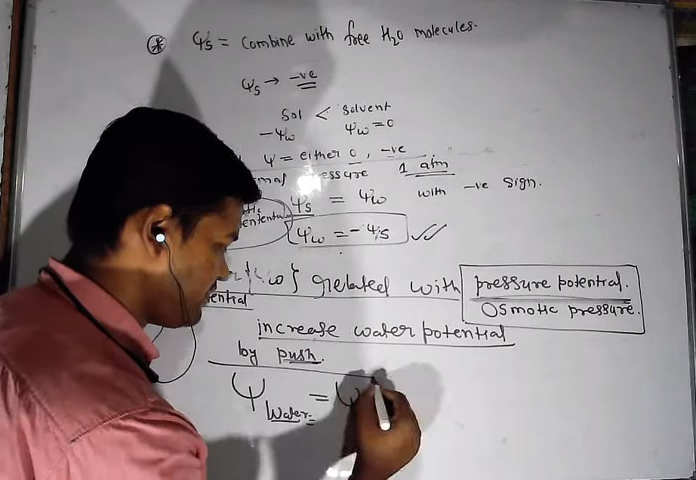 * Ψs = Combine with free H2O molecules.
Ψs → -ve
Sol < solvent
-Ψw Ψw = 0
Ψ = either 0, -ve
pressure 1 atm
Ψs = Ψw with -ve sign.
Ψw = -Ψs
related with pressure potential.
Osmotic pressure.
increase water potential
by push.
Ψ water =